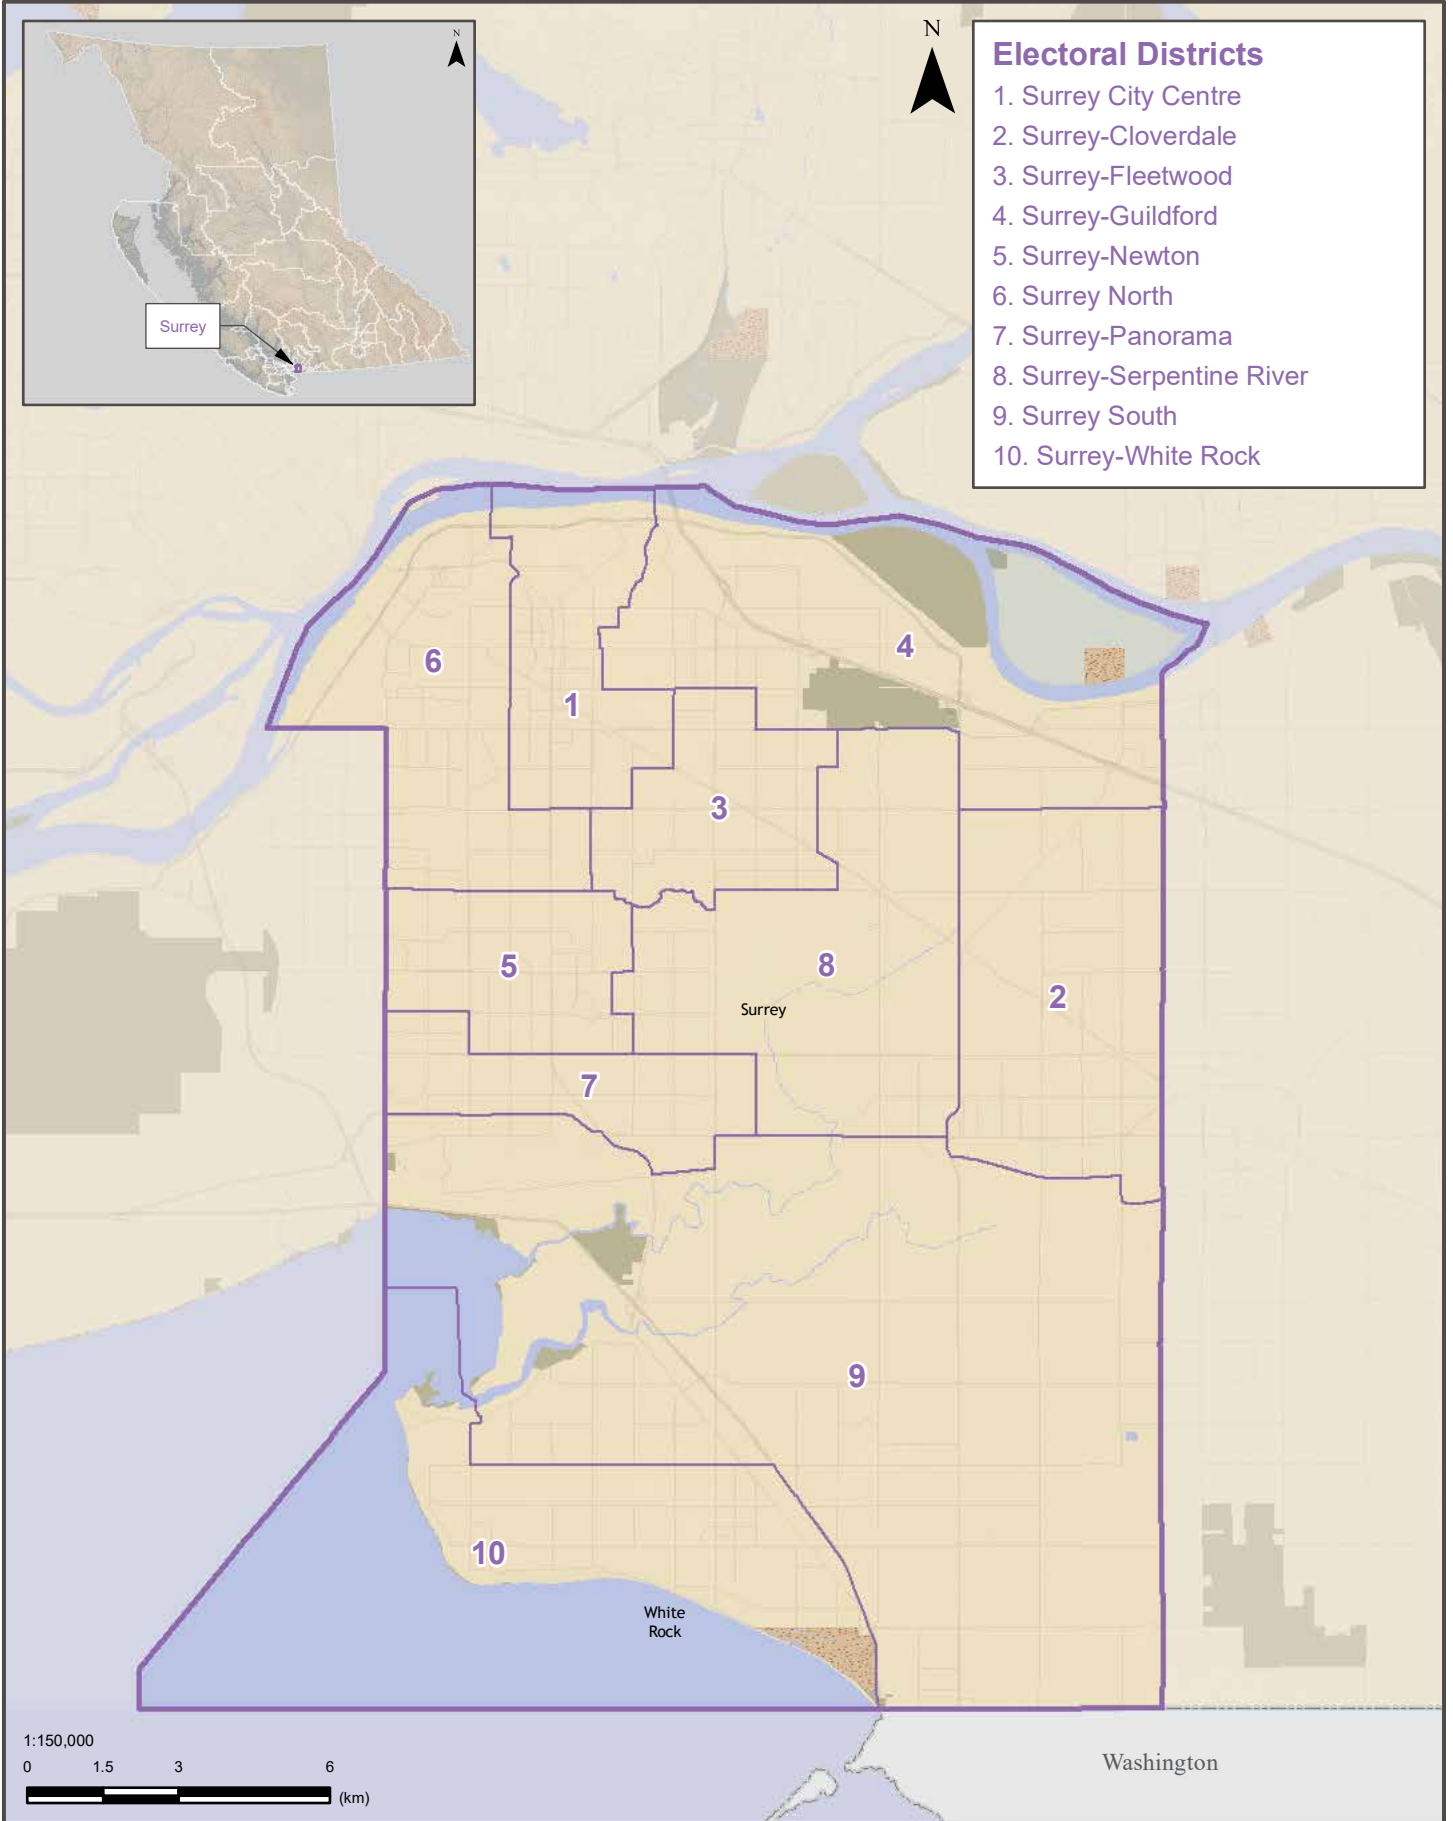 N
Surrey
N
Electoral Districts
1. Surrey City Centre
2. Surrey-Cloverdale
3. Surrey-Fleetwood
4. Surrey-Guildford
5. Surrey-Newton
6. Surrey North
7. Surrey-Panorama
8. Surrey-Serpentine River
9. Surrey South
10. Surrey-White Rock
4
6
1
3
5
8
2
Surrey
7
9
10
White
Rock
1:150,000
0 1.5 3 6
(km)
Washington